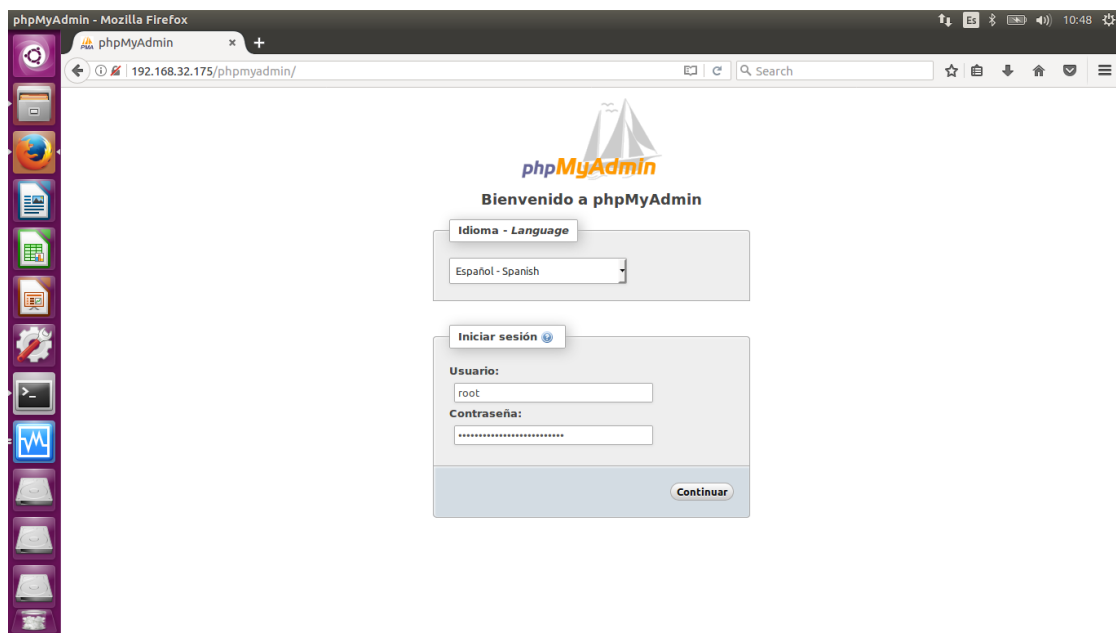 phpMyAdmin - Mozilla Firefox
Es
10:48
PMA phpMyAdmin × +
192.168.32.175/phpmyadmin/
Search
phpMyAdmin
Bienvenido a phpMyAdmin
Idioma - Language
Español - Spanish
Iniciar sesión
Usuario:
root
Contraseña:
••••••••••••••••••••••••••
Continuar